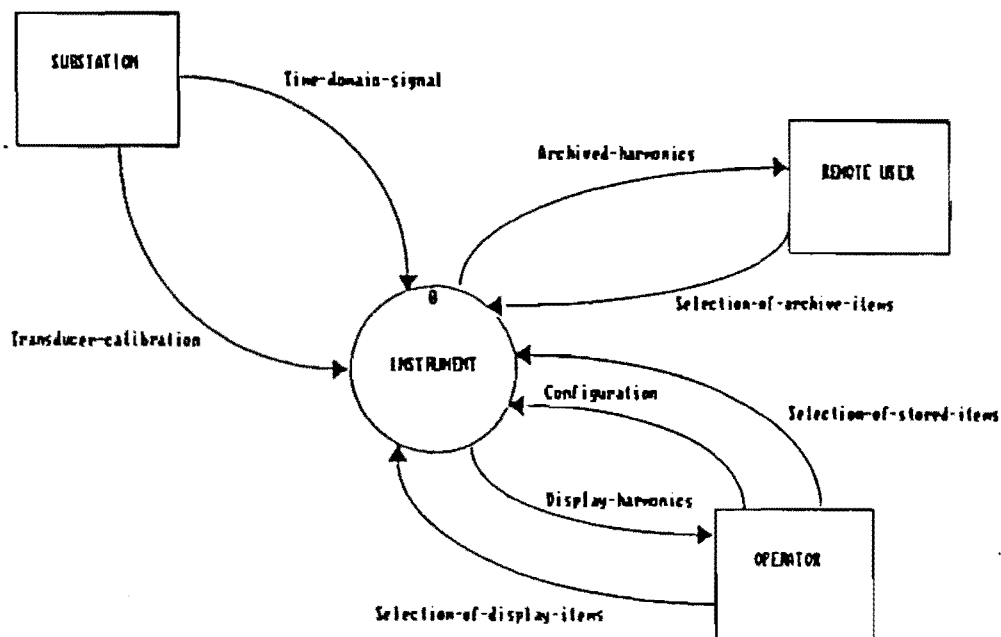 SUBSTATION
Time-domain-signal
Archived-harmonics
REMOTE USER
Selection-of-archive-items
0
INSTRUMENT
Transducer-calibration
Configuration
Selection-of-stored-items
Display-harmonics
OPERATOR
Selection-of-display-items